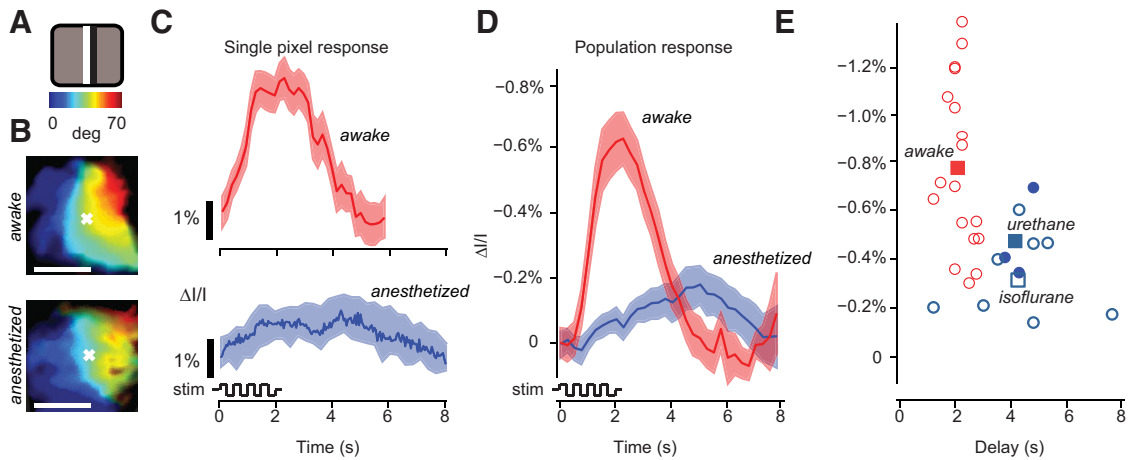 A
0 70
deg
B
awake
anesthetized
C
Single pixel response
awake
1%
ΔI/I
anesthetized
1%
stim
0 2 4 6 8
Time (s)
D
Population response
−0.8%
−0.6%
−0.4%
−0.2%
0
ΔI/I
awake
anesthetized
stim
0 2 4 6 8
Time (s)
E
−1.2%
−1.0%
−0.8%
−0.6%
−0.4%
−0.2%
0
awake
urethane
isoflurane
0 2 4 6 8
Delay (s)